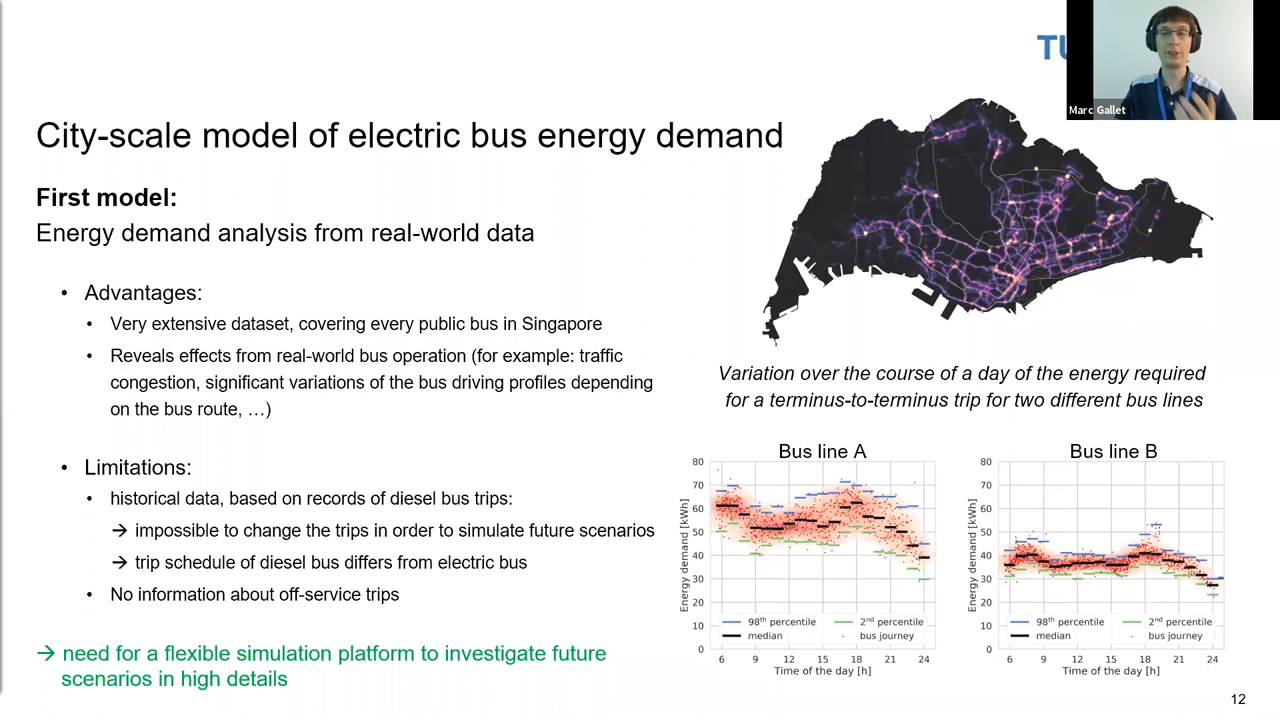 TU
Marc Gallet
City-scale model of electric bus energy demand
First model:
Energy demand analysis from real-world data
• Advantages:
• Very extensive dataset, covering every public bus in Singapore
• Reveals effects from real-world bus operation (for example: traffic
congestion, significant variations of the bus driving profiles depending
on the bus route, …)
• Limitations:
• historical data, based on records of diesel bus trips:
→ impossible to change the trips in order to simulate future scenarios
→ trip schedule of diesel bus differs from electric bus
• No information about off-service trips
→ need for a flexible simulation platform to investigate future
scenarios in high details
Variation over the course of a day of the energy required
for a terminus-to-terminus trip for two different bus lines
Bus line A
Energy demand [kWh]
80
70
60
50
40
30
20
10
0
98th percentile 2nd percentile
median bus journey
6 9 12 15 18 21 24
Time of the day [h]
Bus line B
Energy demand [kWh]
80
70
60
50
40
30
20
10
0
98th percentile 2nd percentile
median bus journey
6 9 12 15 18 21 24
Time of the day [h]
12